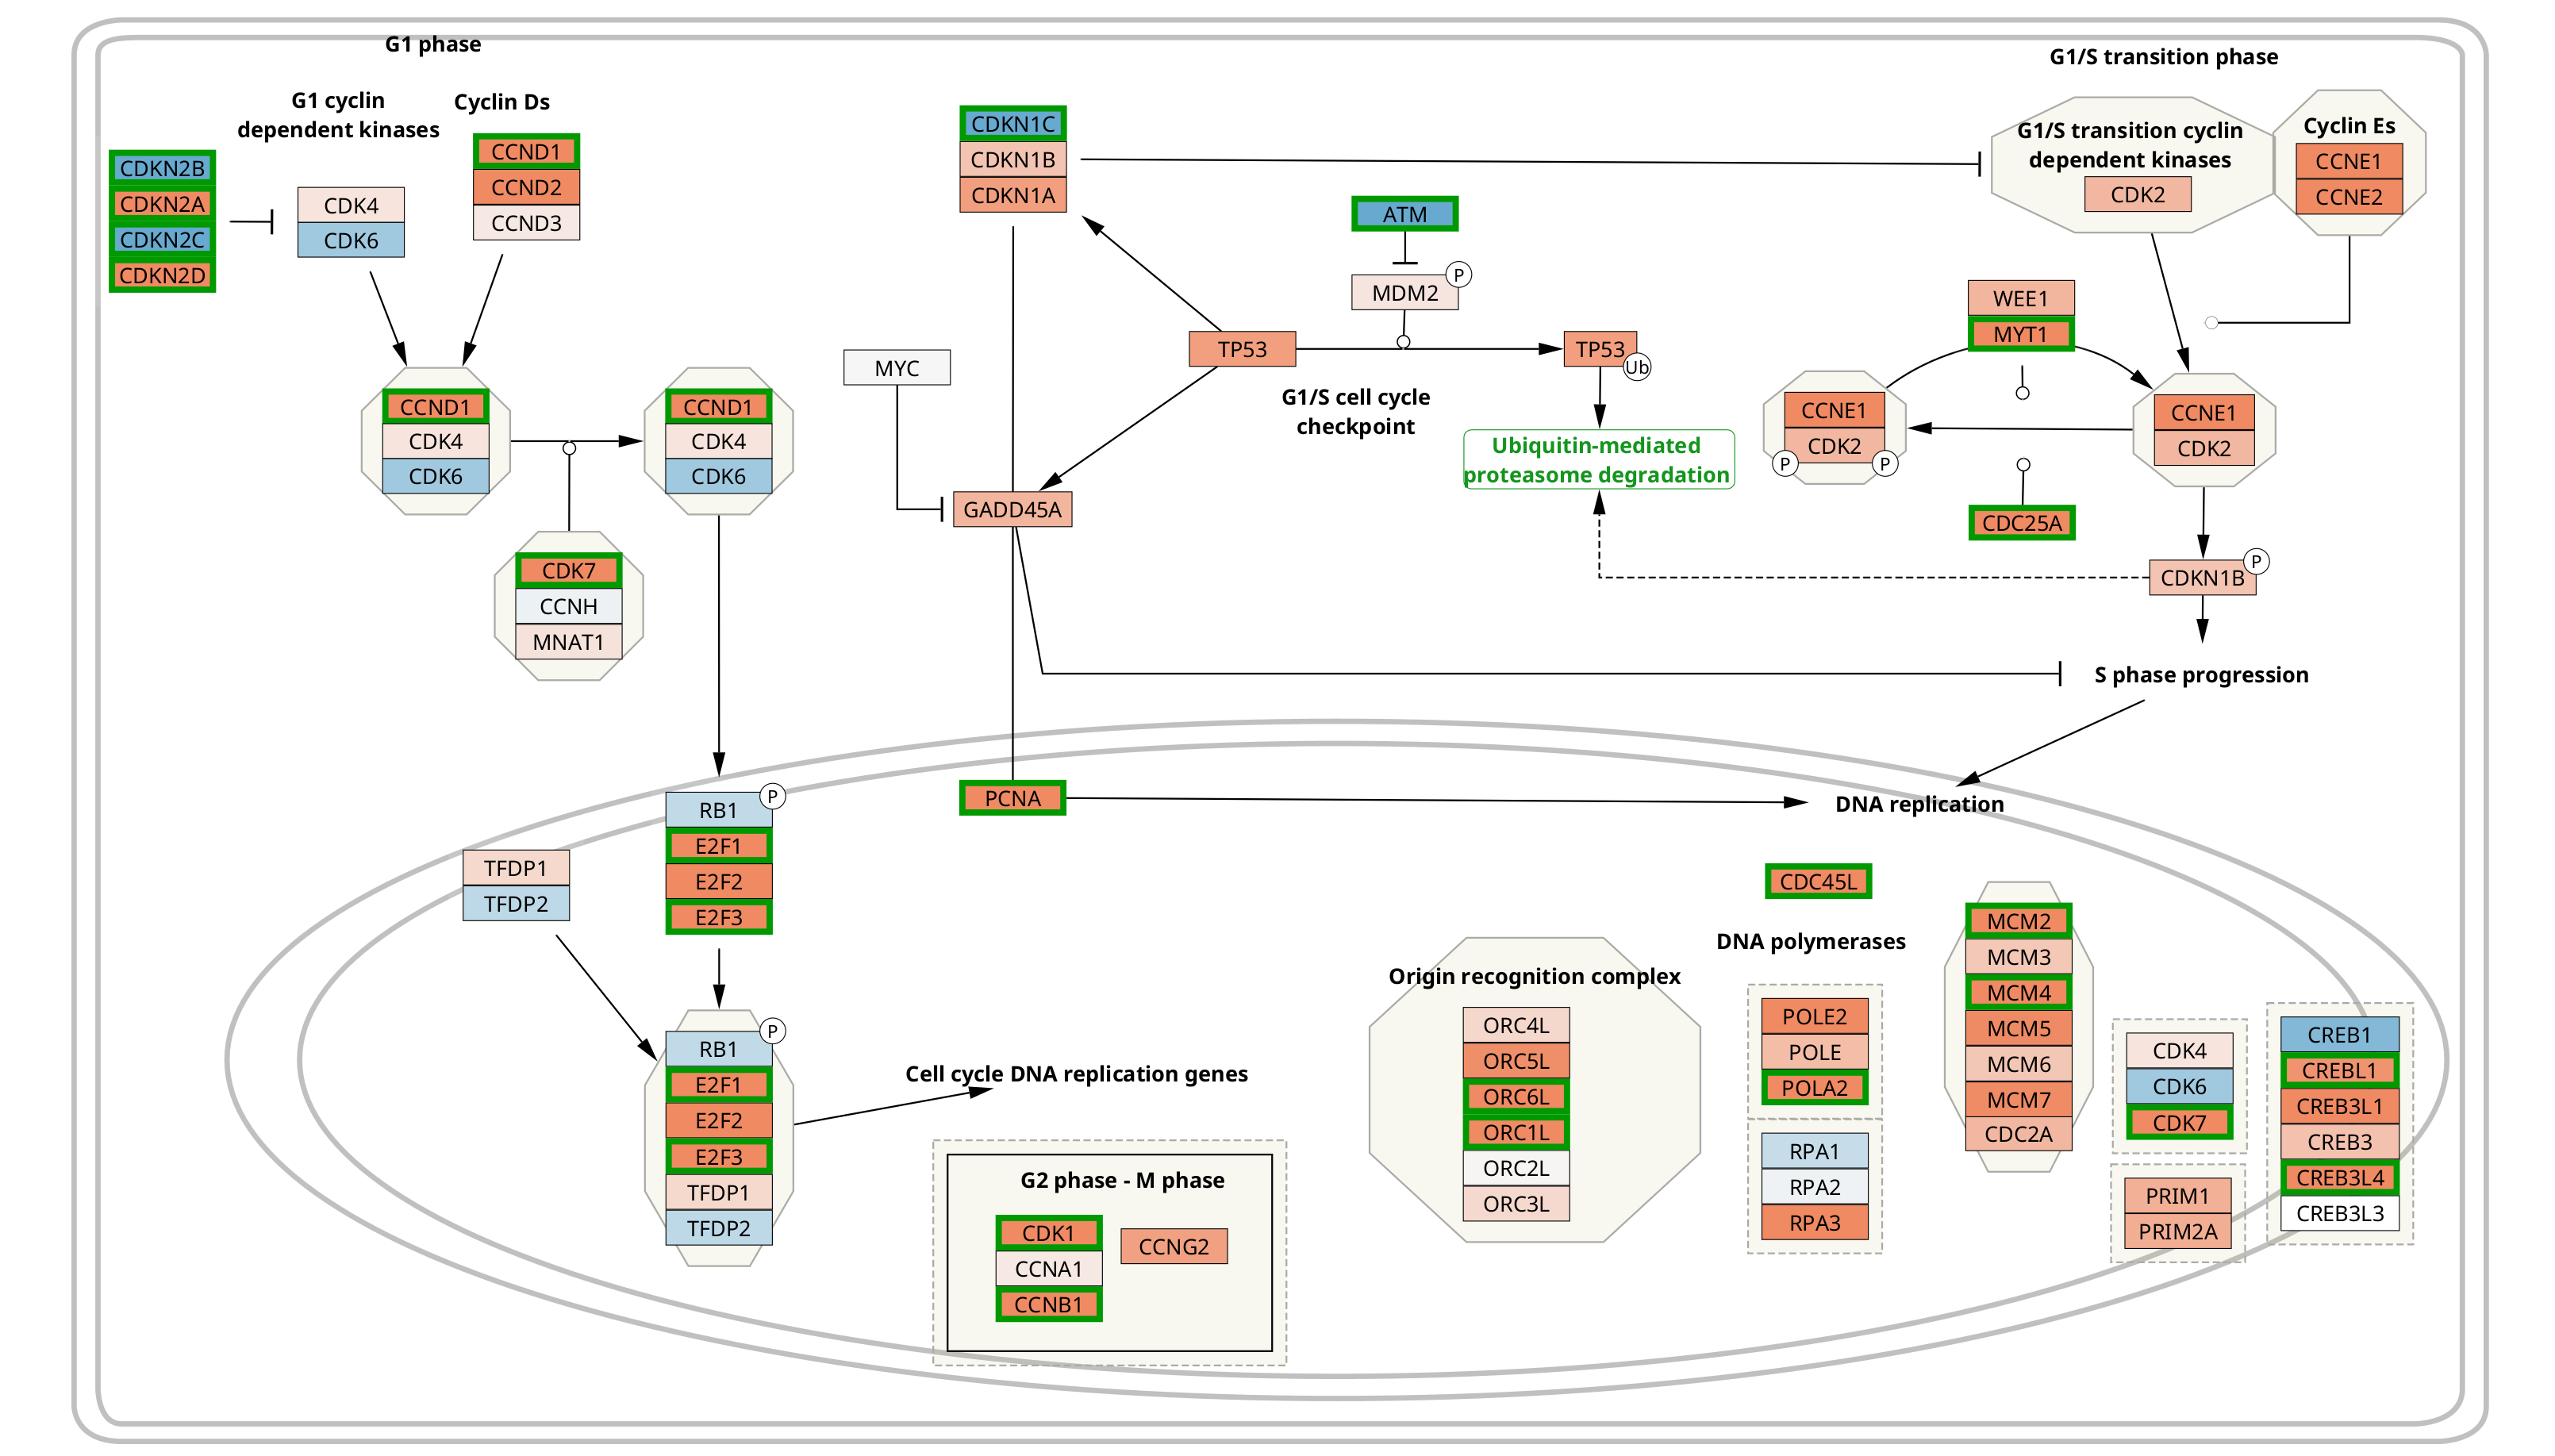 G1 phase
G1/S transition phase
G1 cyclin
dependent kinases
Cyclin Ds
CDKN2B
CDKN2A
CDKN2C
CDKN2D
CDK4
CDK6
CCND1
CCND2
CCND3
CDKN1C
CDKN1B
CDKN1A
G1/S transition cyclin
dependent kinases
CDK2
Cyclin Es
CCNE1
CCNE2
ATM
MDM2
P
TP53
TP53
Ub
MYC
G1/S cell cycle
checkpoint
WEE1
MYT1
CCND1
CDK4
CDK6
CCND1
CDK4
CDK6
CCNE1
CDK2
P
P
CCNE1
CDK2
Ubiquitin-mediated
proteasome degradation
GADD45A
CDC25A
CDK7
CCNH
MNAT1
CDKN1B
P
S phase progression
RB1
P
E2F1
E2F2
E2F3
PCNA
DNA replication
TFDP1
TFDP2
CDC45L
DNA polymerases
Origin recognition complex
ORC4L
ORC5L
ORC6L
ORC1L
ORC2L
ORC3L
POLE2
POLE
POLA2
RPA1
RPA2
RPA3
MCM2
MCM3
MCM4
MCM5
MCM6
MCM7
CDC2A
CDK4
CDK6
CDK7
PRIM1
PRIM2A
CREB1
CREBL1
CREB3L1
CREB3
CREB3L4
CREB3L3
RB1
P
E2F1
E2F2
E2F3
TFDP1
TFDP2
Cell cycle DNA replication genes
G2 phase - M phase
CDK1
CCNA1
CCNB1
CCNG2